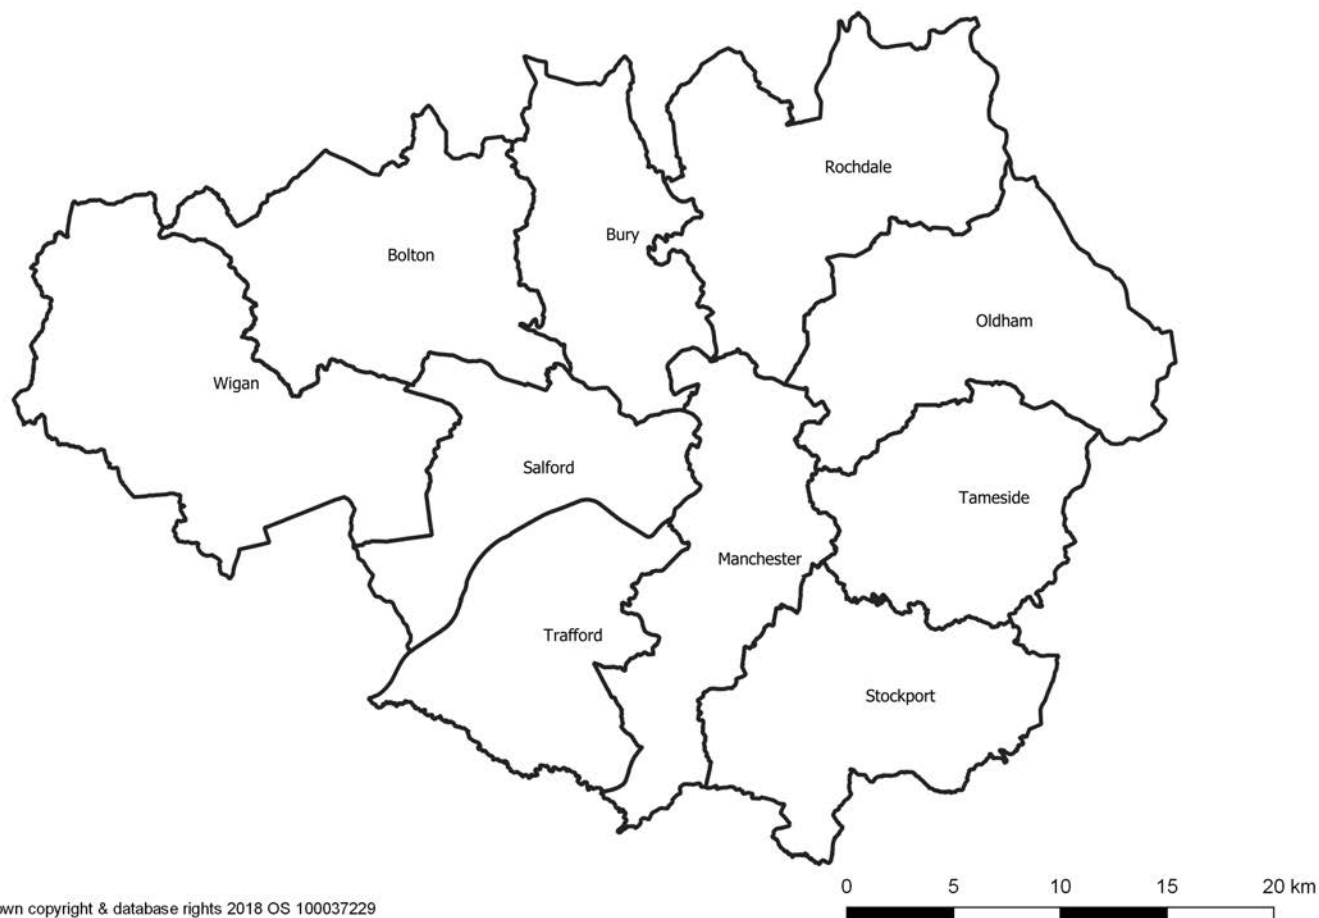 Rochdale
Bury
Bolton
Oldham
Wigan
Salford
Tameside
Manchester
Trafford
Stockport
0 5 10 15 20 km
own copyright & database rights 2018 OS 100037229